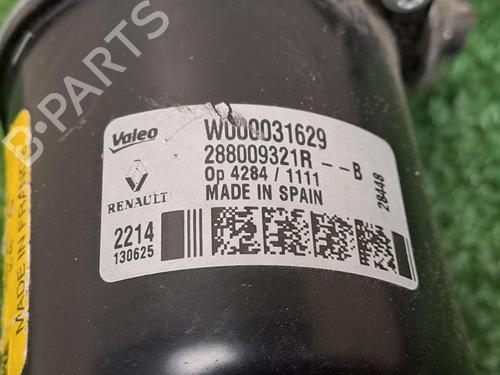 Valeo
W000031629
288009321R -- B
Op 4284 / 1111
MADE IN SPAIN
RENAULT
2214
130625
28448
MADE IN FRANCE
B-PARTS